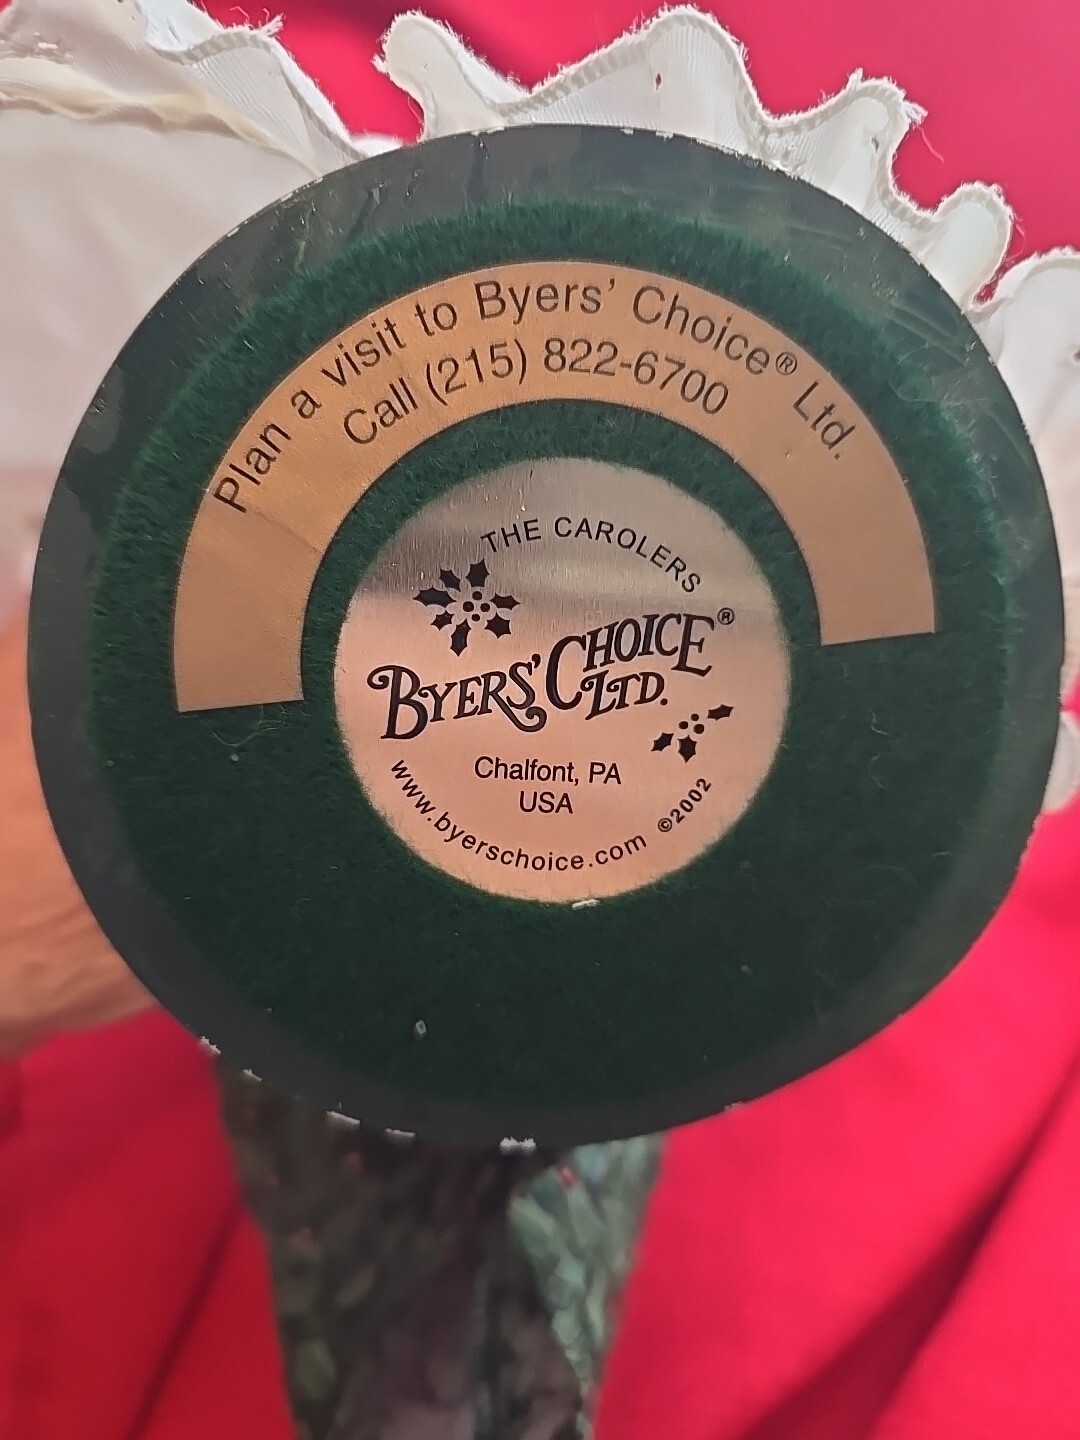 Plan a visit to Byers' Choice® Ltd.
Call (215) 822-6700
THE CAROLERS
BYERS' CHOICE®
LTD.
Chalfont, PA
USA
www.byerschoice.com ©2002